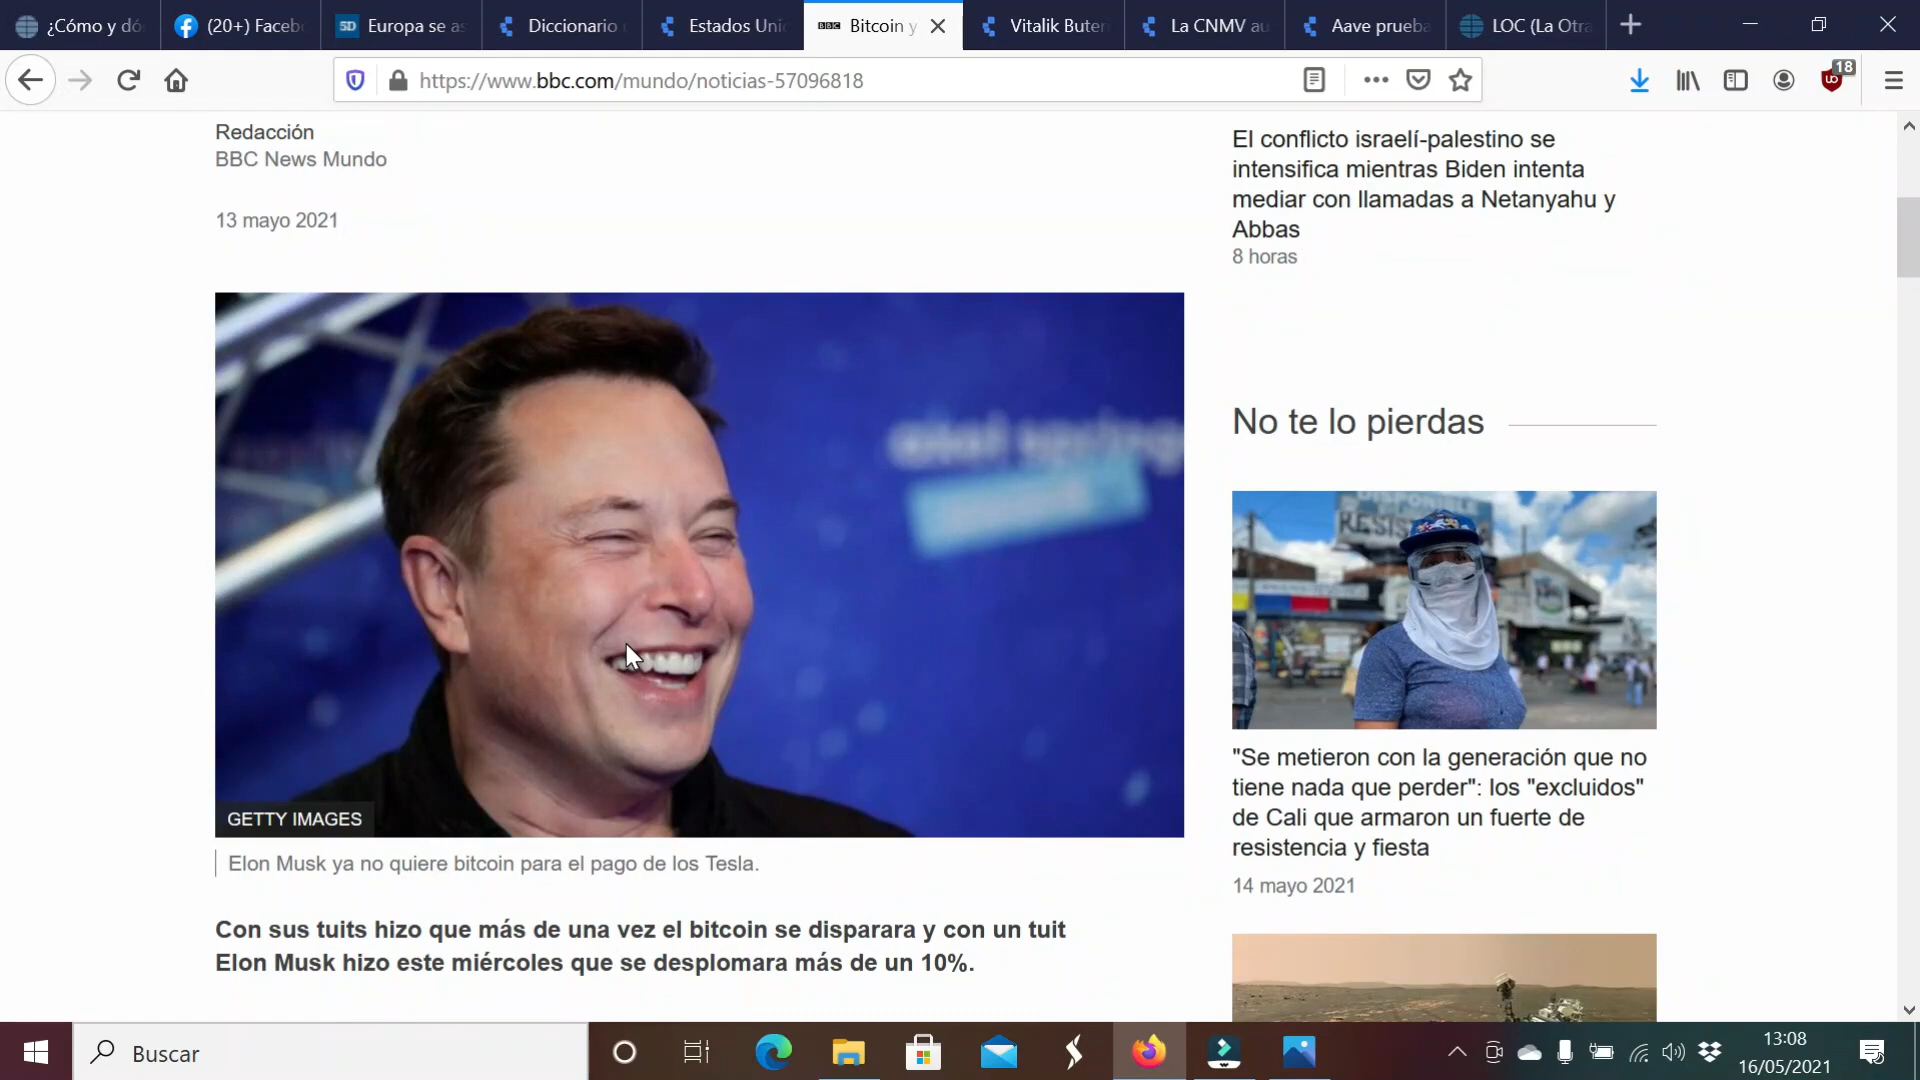 ¿Cómo y dó
(20+) Faceb
Europa se as
Diccionario
Estados Uni
Bitcoin y
Vitalik Buter
La CNMV au
Aave prueba
LOC (La Otra
https://www.bbc.com/mundo/noticias-57096818
18
Redacción
BBC News Mundo
13 mayo 2021
GETTY IMAGES
Elon Musk ya no quiere bitcoin para el pago de los Tesla.
Con sus tuits hizo que más de una vez el bitcoin se disparara y con un tuit
Elon Musk hizo este miércoles que se desplomara más de un 10%.
El conflicto israelí-palestino se
intensifica mientras Biden intenta
mediar con llamadas a Netanyahu y
Abbas
8 horas
No te lo pierdas
"Se metieron con la generación que no
tiene nada que perder": los "excluidos"
de Cali que armaron un fuerte de
resistencia y fiesta
14 mayo 2021
Buscar
13:08
16/05/2021